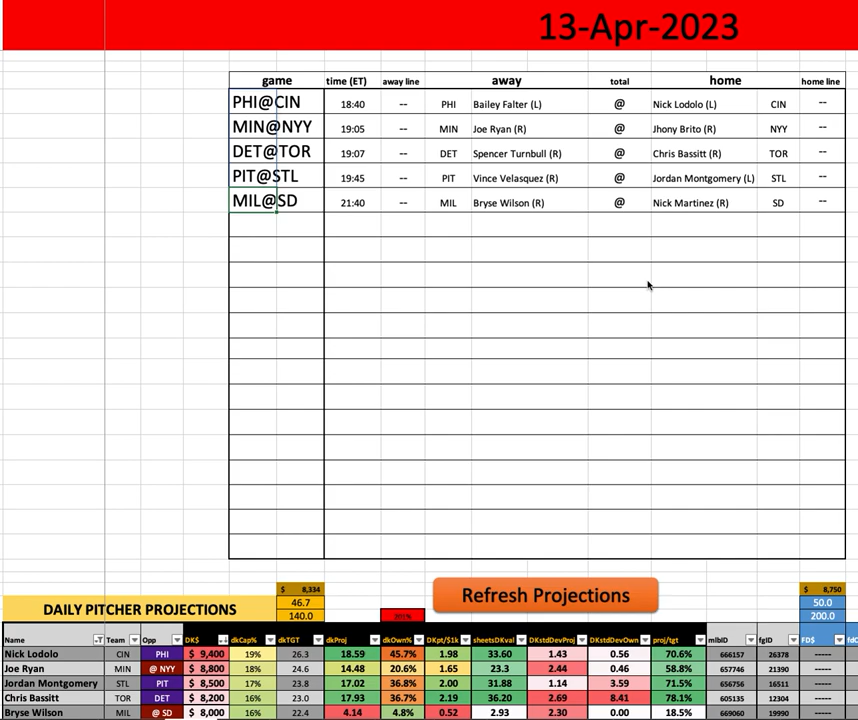 13-Apr-2023
game time (ET) away line away total home home line
PHI@CIN 18:40 -- PHI Bailey Falter (L) @ Nick Lodolo (L) CIN --
MIN@NYY 19:05 -- MIN Joe Ryan (R) @ Jhony Brito (R) NYY --
DET@TOR 19:07 -- DET Spencer Turnbull (R) @ Chris Bassitt (R) TOR --
PIT@STL 19:45 -- PIT Vince Velasquez (R) @ Jordan Montgomery (L) STL --
MIL@SD 21:40 -- MIL Bryse Wilson (R) @ Nick Martinez (R) SD --
$ 8,334 $ 8,750
Refresh Projections
46.7 50.0
DAILY PITCHER PROJECTIONS
140.0 200.0
Name Team Opp DK$ dkCap% dkTGT dkProj dkOwn% DKpt/$1k sheetsDKval DKstdDevProj DKstdDevOwn proj/tgt mlbID fgID FD$
Nick Lodolo CIN PHI $ 9,400 19% 26.3 18.59 45.7% 1.98 33.60 1.43 0.56 70.6% 666157 26378 -----
Joe Ryan MIN @ NYY $ 8,800 18% 24.6 14.48 20.6% 1.65 23.3 2.44 0.46 58.8% 657746 21390 -----
Jordan Montgomery STL PIT $ 8,500 17% 23.8 17.02 36.8% 2.00 31.88 1.14 3.59 71.5% 656756 16511 -----
Chris Bassitt TOR DET $ 8,200 16% 23.0 17.93 36.7% 2.19 36.20 2.69 8.41 78.1% 605135 12304 -----
Bryse Wilson MIL @ SD $ 8,000 16% 22.4 4.14 4.8% 0.52 2.93 2.30 0.00 18.5% 669060 19990 -----